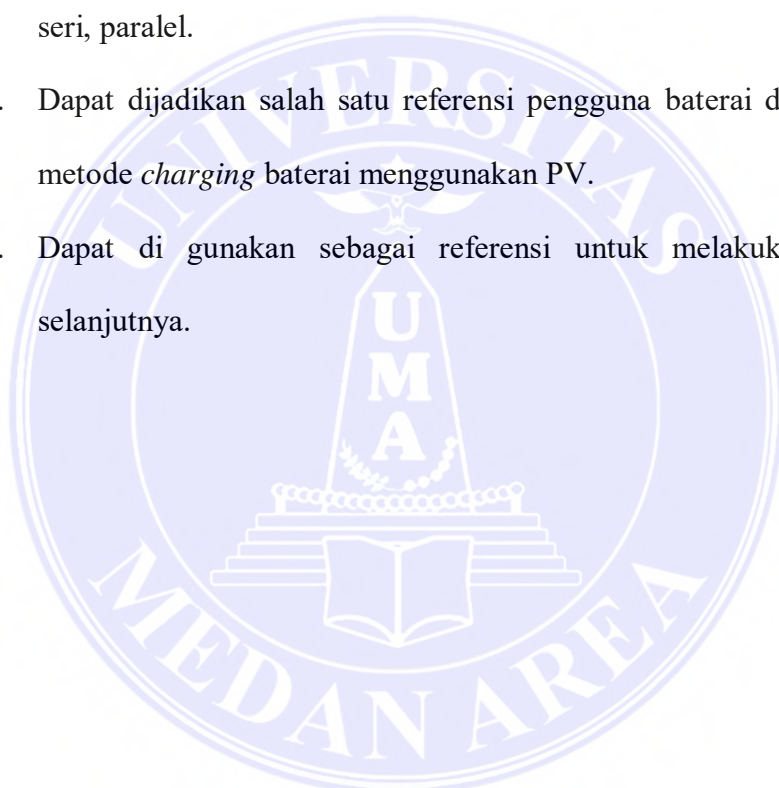 seri, paralel.
. Dapat dijadikan salah satu referensi pengguna baterai d
metode charging baterai menggunakan PV.
. Dapat di gunakan sebagai referensi untuk melakuk
selanjutnya.
UNIVERSITAS
U
M
A
MEDAN AREA